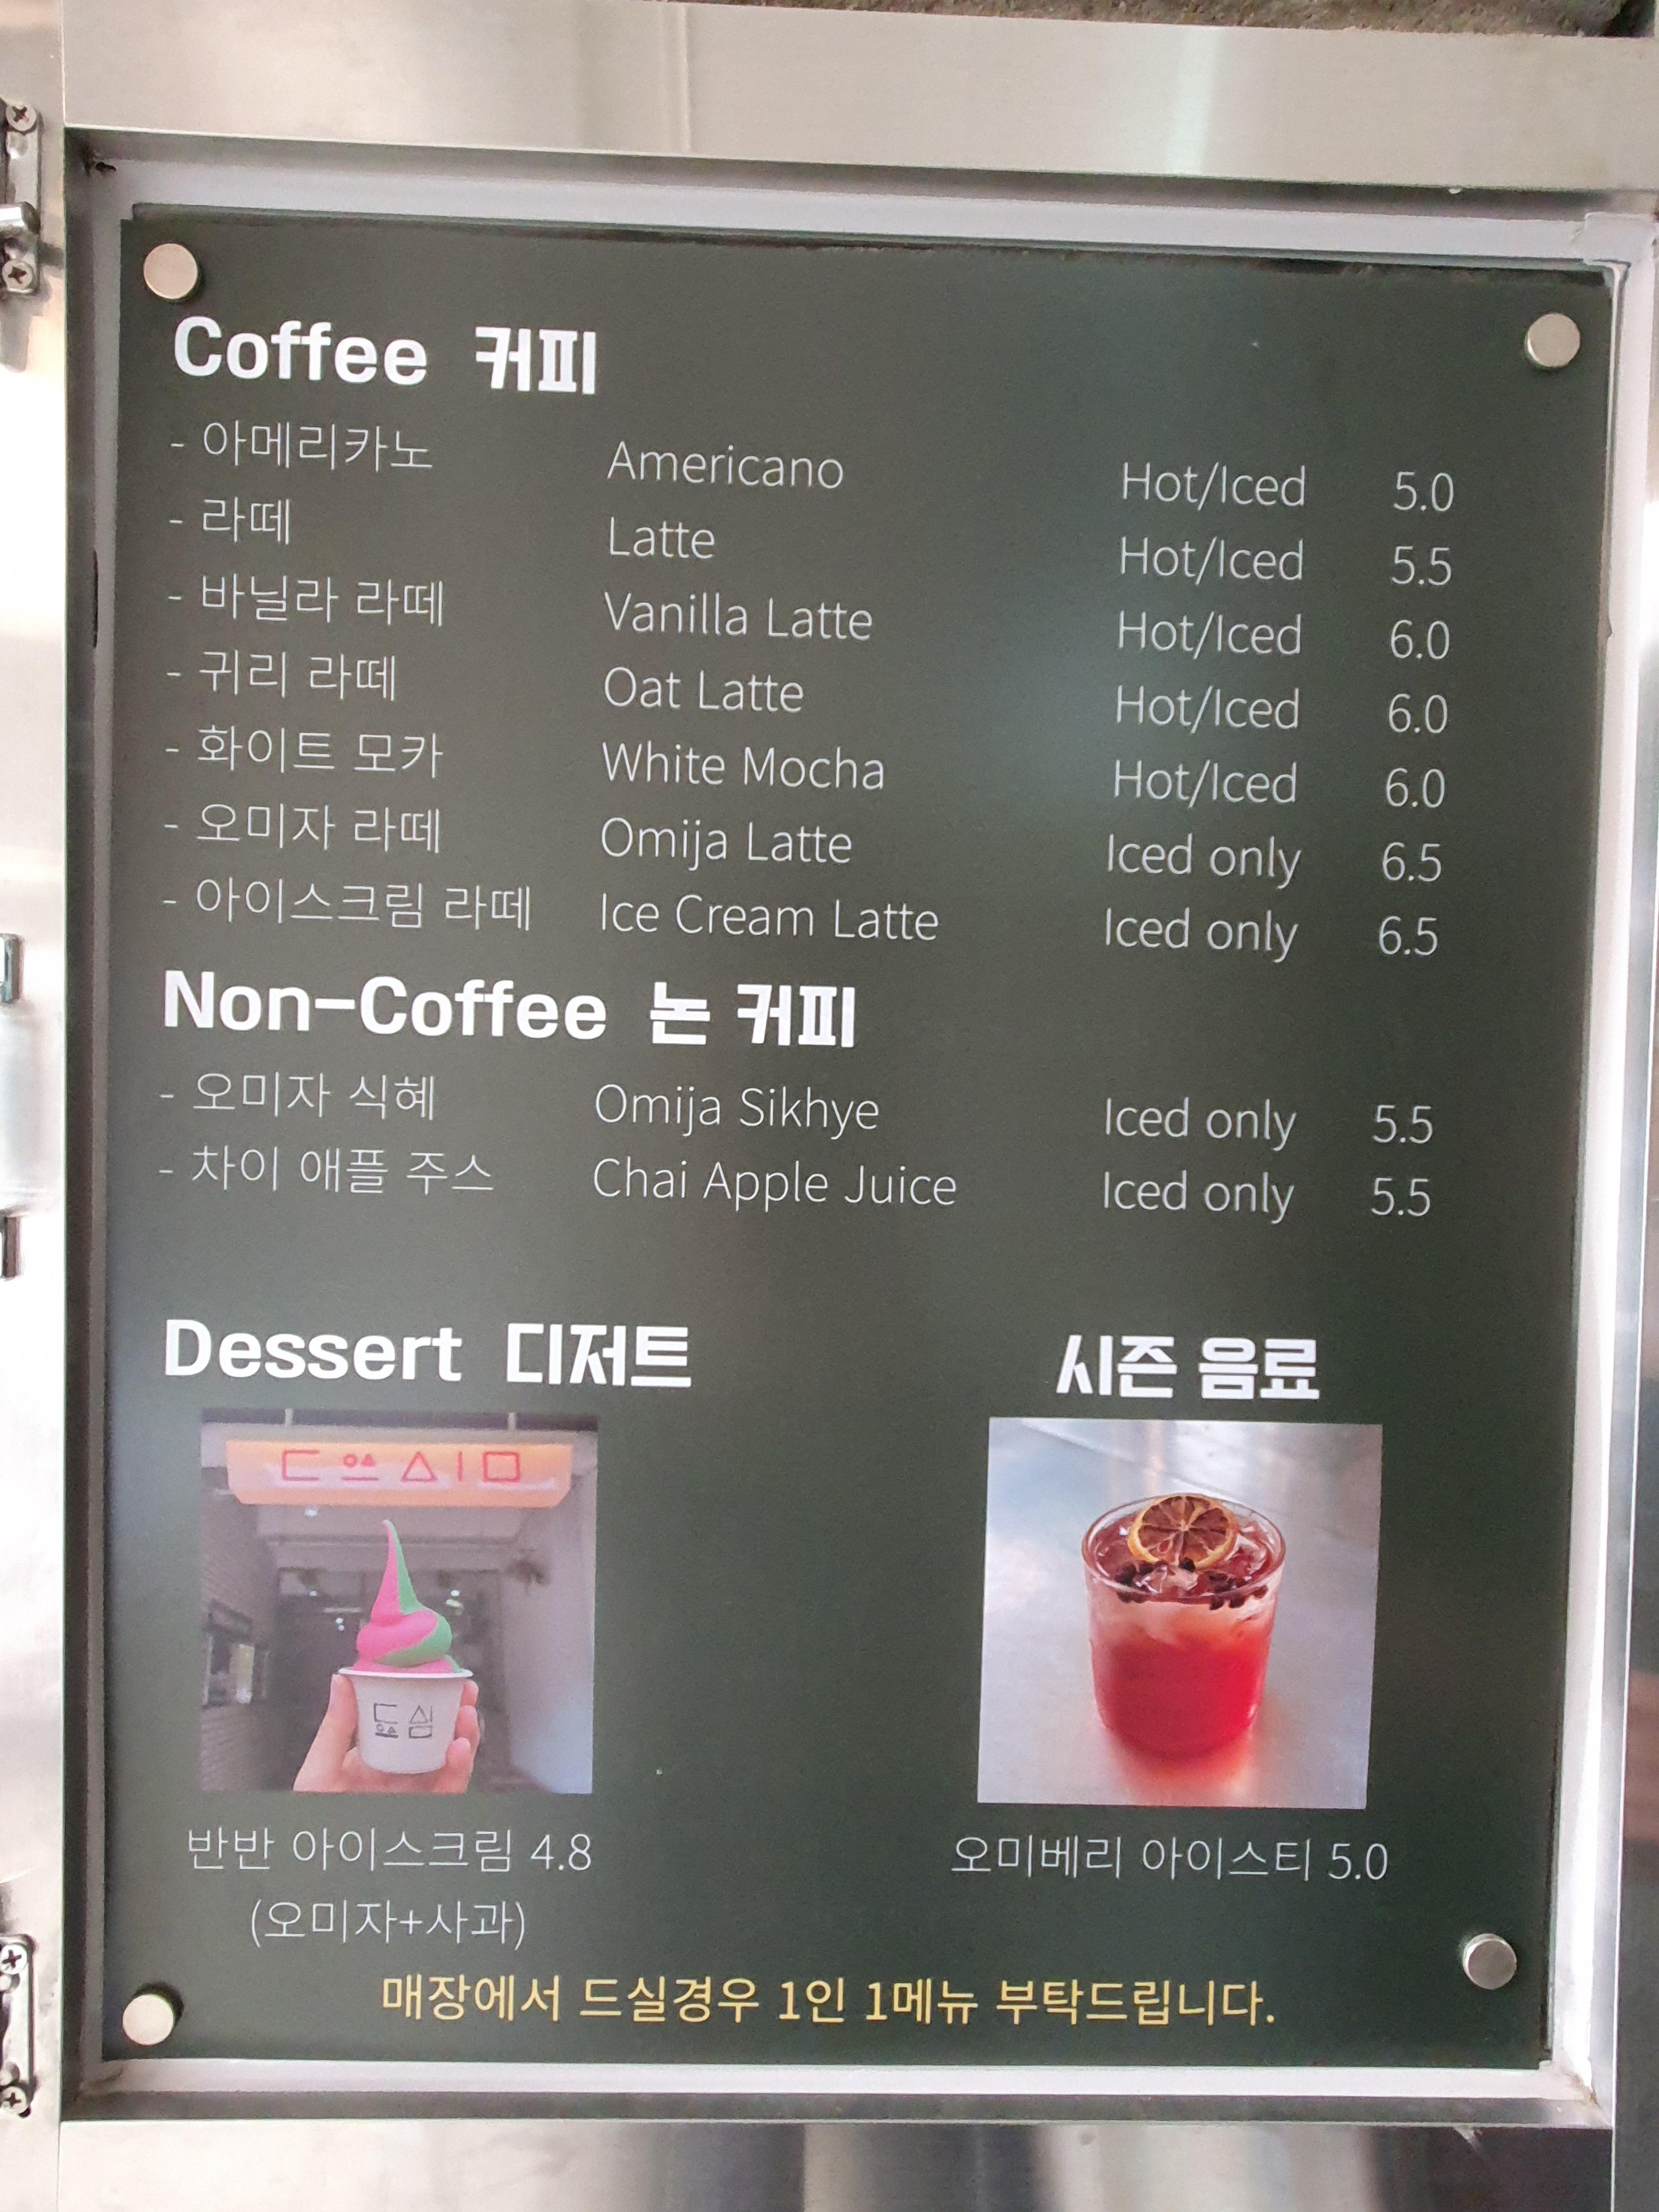 Coffee 커피
- 아메리카노 Americano Hot/Iced 5.0
- 라떼 Latte Hot/Iced 5.5
- 바닐라 라떼 Vanilla Latte Hot/Iced 6.0
- 귀리 라떼 Oat Latte Hot/Iced 6.0
- 화이트 모카 White Mocha Hot/Iced 6.0
- 오미자 라떼 Omija Latte Iced only 6.5
- 아이스크림 라떼 Ice Cream Latte Iced only 6.5
Non-Coffee 논 커피
- 오미자 식혜 Omija Sikhye Iced only 5.5
- 차이 애플 주스 Chai Apple Juice Iced only 5.5
Dessert 디저트
시즌 음료
반반 아이스크림 4.8
(오미자+사과)
오미베리 아이스티 5.0
매장에서 드실경우 1인 1메뉴 부탁드립니다.